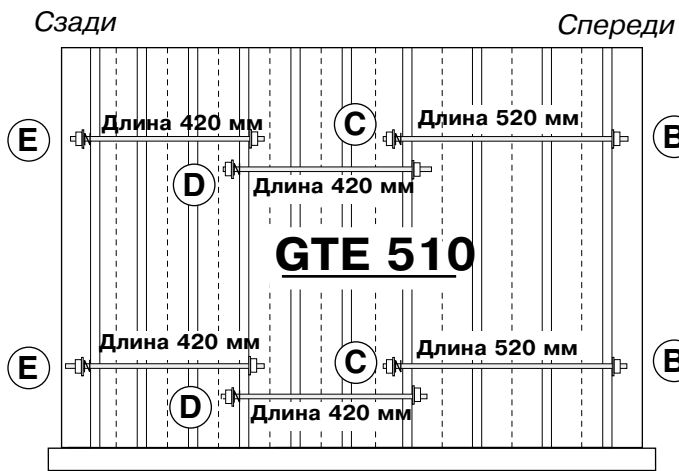 Сзади Спереди
Длина 420 мм C Длина 520 мм
E B
D Длина 420 мм
GTE 510
Длина 420 мм C Длина 520 мм
E B
D Длина 420 мм